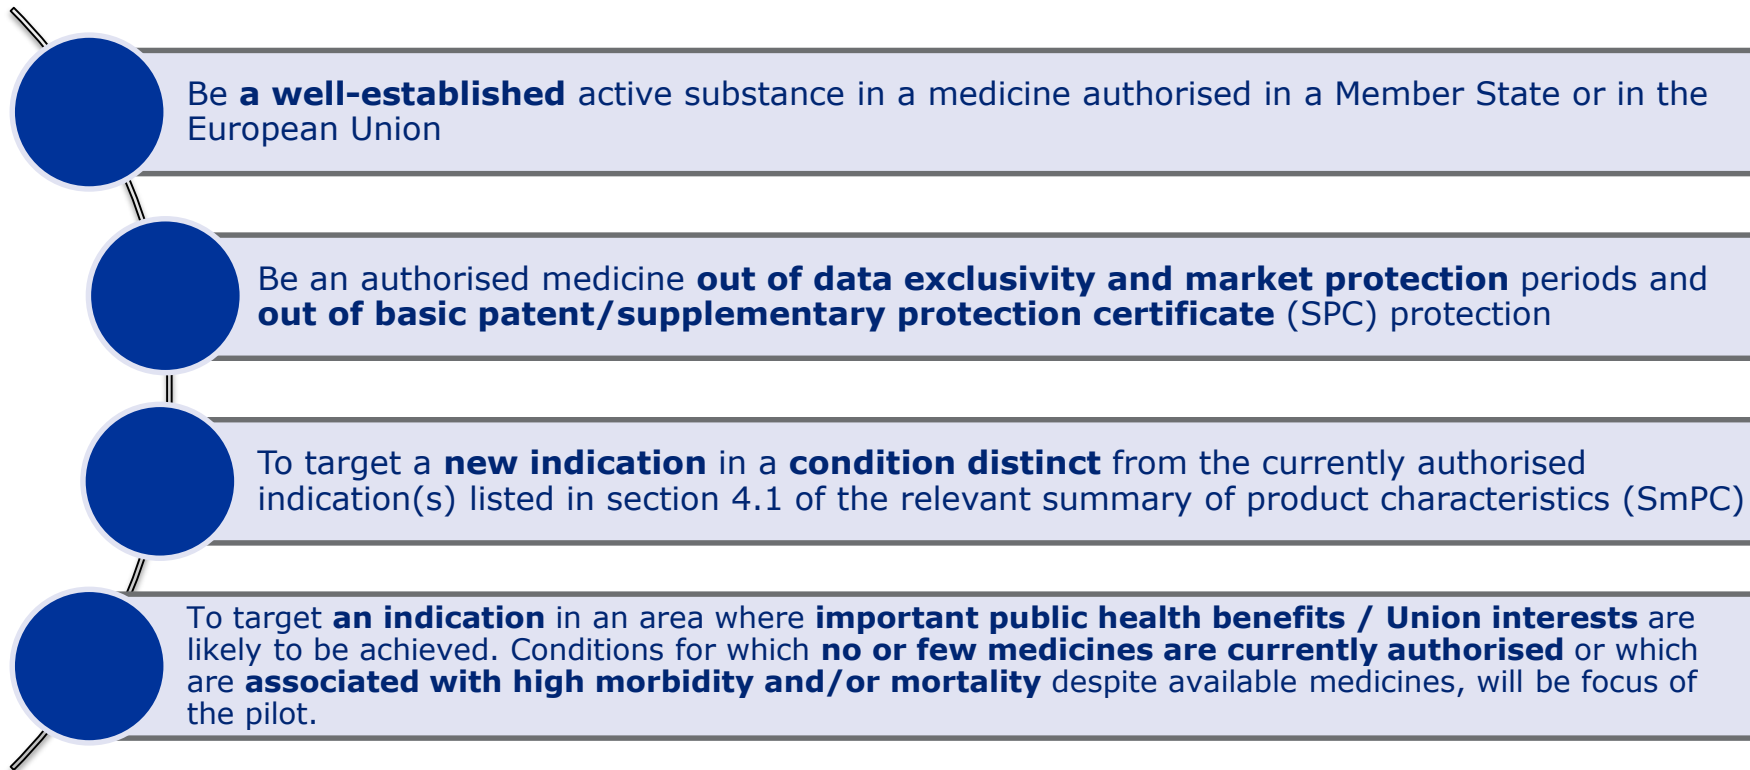 Be a well-established active substance in a medicine authorised in a Member State or in the
European Union
Be an authorised medicine out of data exclusivity and market protection periods and
out of basic patent/supplementary protection certificate (SPC) protection
To target a new indication in a condition distinct from the currently authorised
indication(s) listed in section 4.1 of the relevant summary of product characteristics (SmPC)
To target an indication in an area where important public health benefits / Union interests are
likely to be achieved. Conditions for which no or few medicines are currently authorised or which
are associated with high morbidity and/or mortality despite available medicines, will be focus of
the pilot.